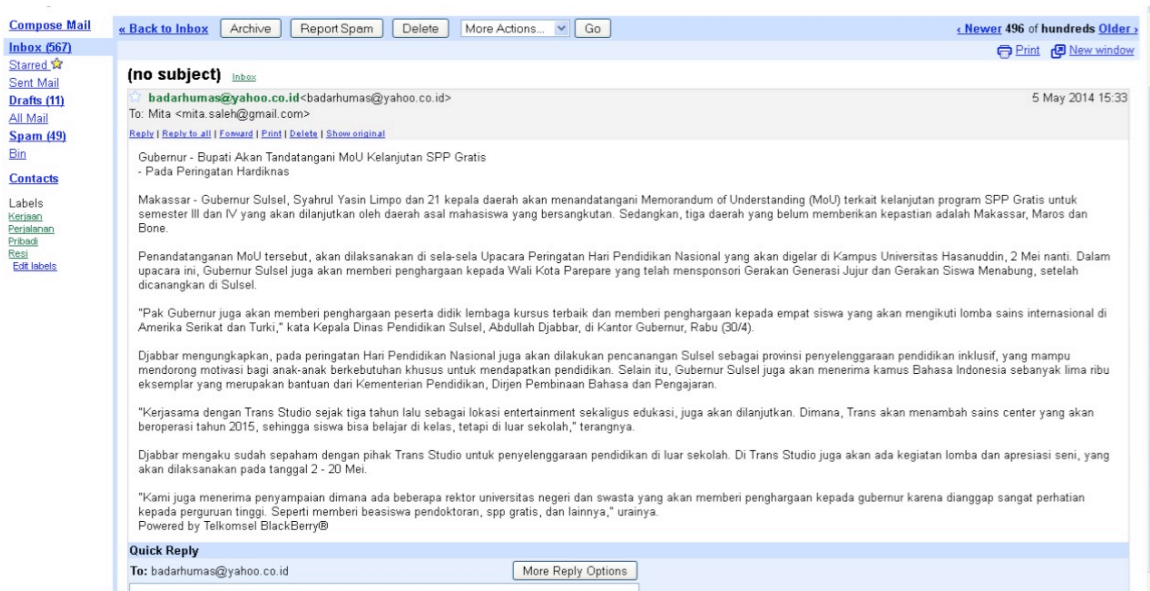 Compose Mail
Inbox (567)
Starred
Sent Mail
Drafts (11)
All Mail
Spam (49)
Bin
Contacts
Labels
Kerjaan
Perjalanan
Pribadi
Resi
Edit labels
« Back to Inbox Archive Report Spam Delete More Actions... Go ‹ Newer 496 of hundreds Older ›
Print New window
(no subject) Inbox
badarhumas@yahoo.co.id<badarhumas@yahoo.co.id> 5 May 2014 15:33
To: Mita <mita.saleh@gmail.com>
Reply | Reply to all | Forward | Print | Delete | Show original
Gubernur - Bupati Akan Tandatangani MoU Kelanjutan SPP Gratis
- Pada Peringatan Hardiknas
Makassar - Gubernur Sulsel, Syahrul Yasin Limpo dan 21 kepala daerah akan menandatangani Memorandum of Understanding (MoU) terkait kelanjutan program SPP Gratis untuk
semester III dan IV yang akan dilanjutkan oleh daerah asal mahasiswa yang bersangkutan. Sedangkan, tiga daerah yang belum memberikan kepastian adalah Makassar, Maros dan
Bone.
Penandatanganan MoU tersebut, akan dilaksanakan di sela-sela Upacara Peringatan Hari Pendidikan Nasional yang akan digelar di Kampus Universitas Hasanuddin, 2 Mei nanti. Dalam
upacara ini, Gubernur Sulsel juga akan memberi penghargaan kepada Wali Kota Parepare yang telah mensponsori Gerakan Generasi Jujur dan Gerakan Siswa Menabung, setelah
dicanangkan di Sulsel.
"Pak Gubernur juga akan memberi penghargaan peserta didik lembaga kursus terbaik dan memberi penghargaan kepada empat siswa yang akan mengikuti lomba sains internasional di
Amerika Serikat dan Turki," kata Kepala Dinas Pendidikan Sulsel, Abdullah Djabbar, di Kantor Gubernur, Rabu (30/4).
Djabbar mengungkapkan, pada peringatan Hari Pendidikan Nasional juga akan dilakukan pencanangan Sulsel sebagai provinsi penyelenggaraan pendidikan inklusif, yang mampu
mendorong motivasi bagi anak-anak berkebutuhan khusus untuk mendapatkan pendidikan. Selain itu, Gubernur Sulsel juga akan menerima kamus Bahasa Indonesia sebanyak lima ribu
eksemplar yang merupakan bantuan dari Kementerian Pendidikan, Dirjen Pembinaan Bahasa dan Pengajaran.
"Kerjasama dengan Trans Studio sejak tiga tahun lalu sebagai lokasi entertainment sekaligus edukasi, juga akan dilanjutkan. Dimana, Trans akan menambah sains center yang akan
beroperasi tahun 2015, sehingga siswa bisa belajar di kelas, tetapi di luar sekolah," terangnya.
Djabbar mengaku sudah sepaham dengan pihak Trans Studio untuk penyelenggaraan pendidikan di luar sekolah. Di Trans Studio juga akan ada kegiatan lomba dan apresiasi seni, yang
akan dilaksanakan pada tanggal 2 - 20 Mei.
"Kami juga menerima penyampaian dimana ada beberapa rektor universitas negeri dan swasta yang akan memberi penghargaan kepada gubernur karena dianggap sangat perhatian
kepada perguruan tinggi. Seperti memberi beasiswa pendoktoran, spp gratis, dan lainnya," urainya.
Powered by Telkomsel BlackBerry®
Quick Reply
To: badarhumas@yahoo.co.id More Reply Options